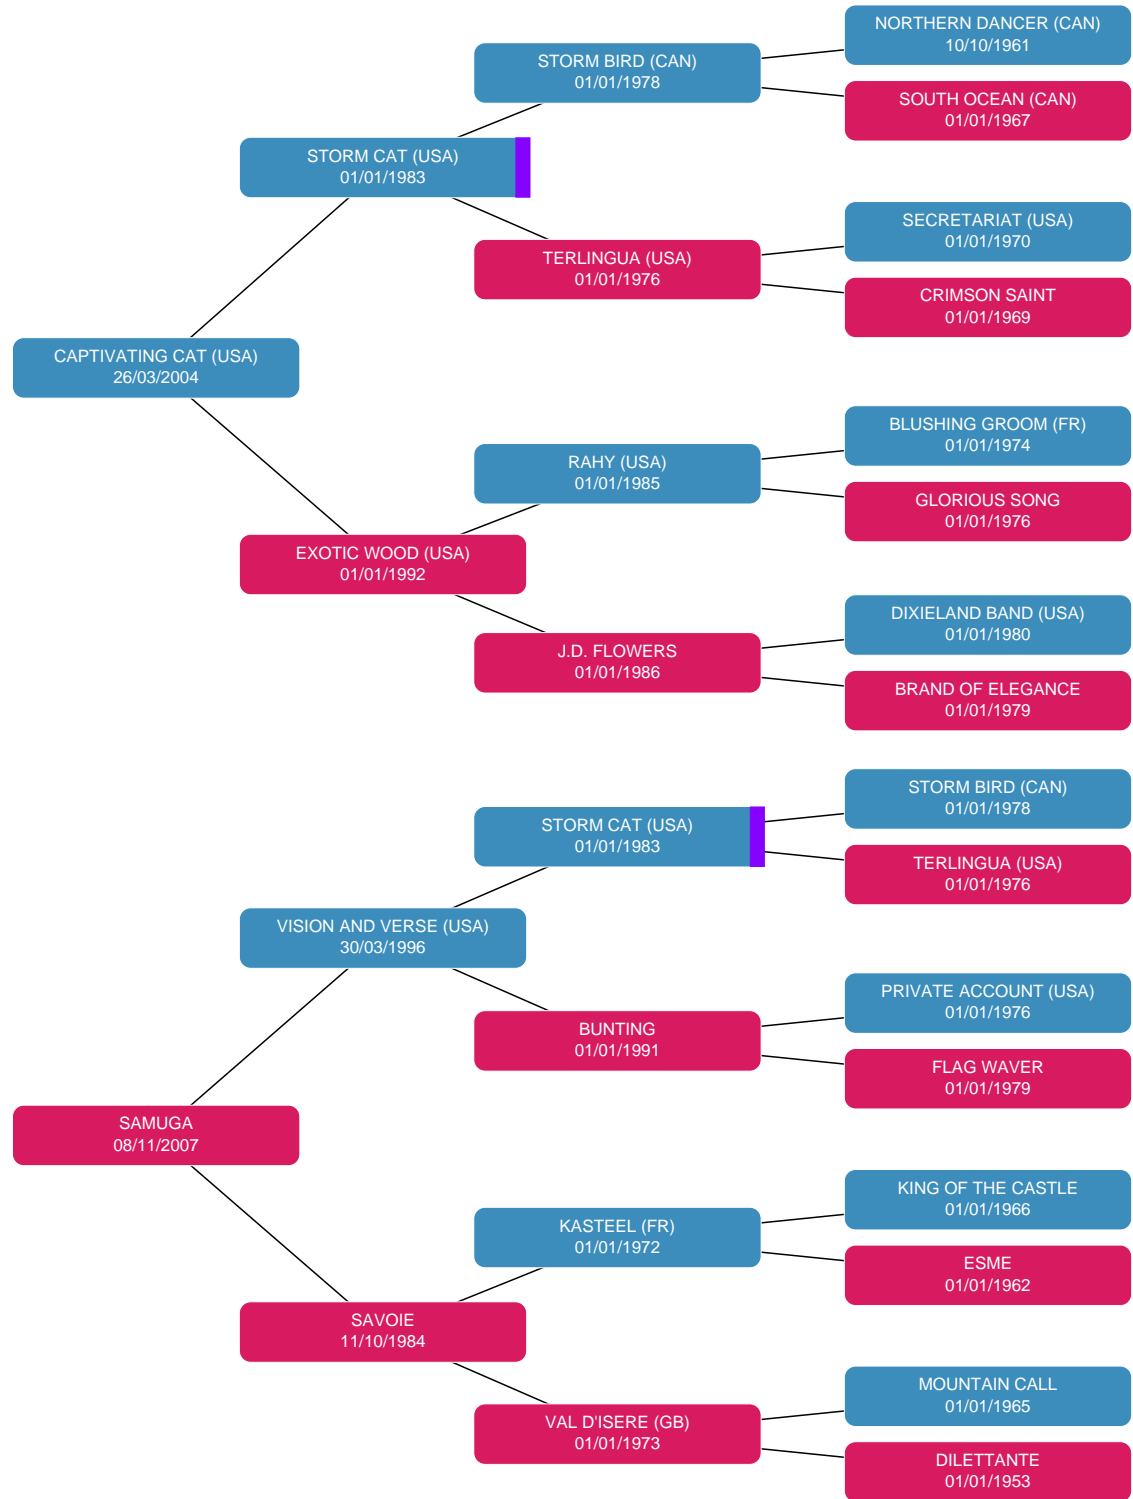 NORTHERN DANCER (CAN)
10/10/1961
STORM BIRD (CAN)
01/01/1978
SOUTH OCEAN (CAN)
01/01/1967
STORM CAT (USA)
01/01/1983
SECRETARIAT (USA)
01/01/1970
TERLINGUA (USA)
01/01/1976
CRIMSON SAINT
01/01/1969
CAPTIVATING CAT (USA)
26/03/2004
BLUSHING GROOM (FR)
01/01/1974
RAHY (USA)
01/01/1985
GLORIOUS SONG
01/01/1976
EXOTIC WOOD (USA)
01/01/1992
DIXIELAND BAND (USA)
01/01/1980
J.D. FLOWERS
01/01/1986
BRAND OF ELEGANCE
01/01/1979
STORM BIRD (CAN)
01/01/1978
STORM CAT (USA)
01/01/1983
TERLINGUA (USA)
01/01/1976
VISION AND VERSE (USA)
30/03/1996
PRIVATE ACCOUNT (USA)
01/01/1976
BUNTING
01/01/1991
FLAG WAVER
01/01/1979
SAMUGA
08/11/2007
KING OF THE CASTLE
01/01/1966
KASTEEL (FR)
01/01/1972
ESME
01/01/1962
SAVOIE
11/10/1984
MOUNTAIN CALL
01/01/1965
VAL D'ISERE (GB)
01/01/1973
DILETTANTE
01/01/1953